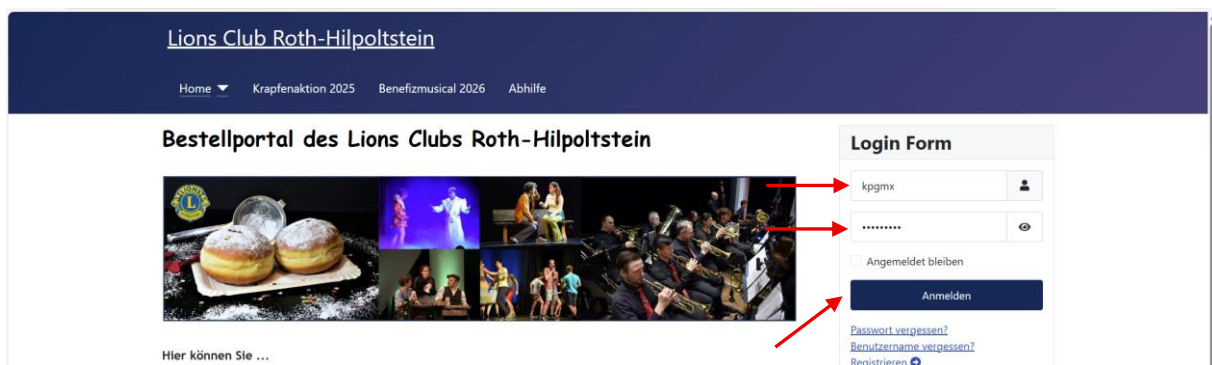 Lions Club Roth-Hilpoltstein
Home Krapfenaktion 2025 Benefizmusical 2026 Abhilfe
Bestellportal des Lions Clubs Roth-Hilpoltstein
Login Form
kpgmx
•••••••••
Angemeldet bleiben
Anmelden
Passwort vergessen?
Benutzername vergessen?
Registrieren
Hier können Sie ...